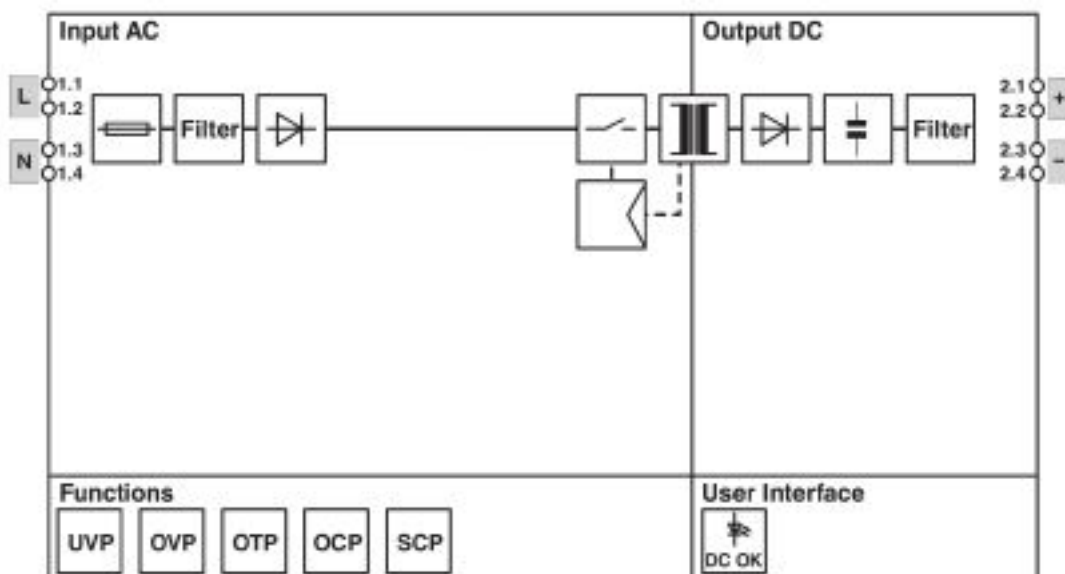 Input AC
Output DC
L
1.1
1.2
N
1.3
1.4
Filter
Filter
2.1
2.2
+
2.3
2.4
–
Functions
UVP
OVP
OTP
OCP
SCP
User Interface
DC OK